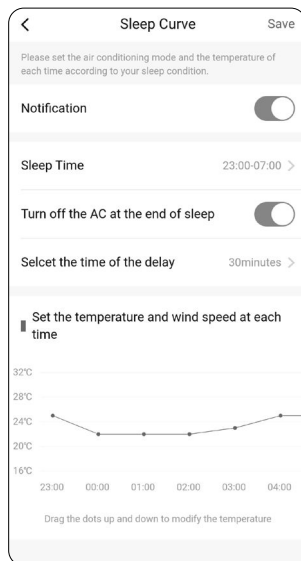 Sleep Curve Save
Please set the air conditioning mode and the temperature of
each time according to your sleep condition.
Notification
Sleep Time 23:00-07:00
Turn off the AC at the end of sleep
Selcet the time of the delay 30minutes
Set the temperature and wind speed at each
time
32℃
28℃
24℃
20℃
16℃
23:00 00:00 01:00 02:00 03:00 04:00
Drag the dots up and down to modify the temperature